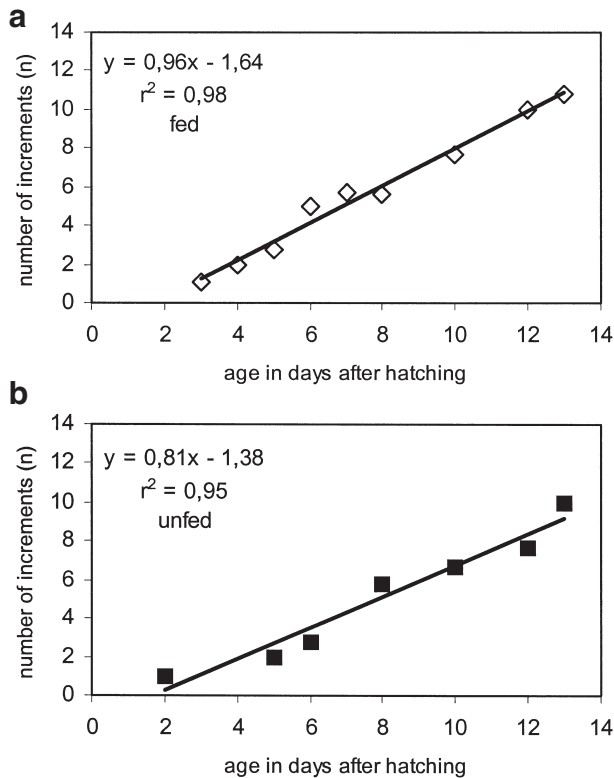 a
14
12
10
8
6
4
2
0
number of increments (n)
y = 0,96x - 1,64
r² = 0,98
fed
0 2 4 6 8 10 12 14
age in days after hatching
b
14
12
10
8
6
4
2
0
number of increments (n)
y = 0,81x - 1,38
r² = 0,95
unfed
0 2 4 6 8 10 12 14
age in days after hatching